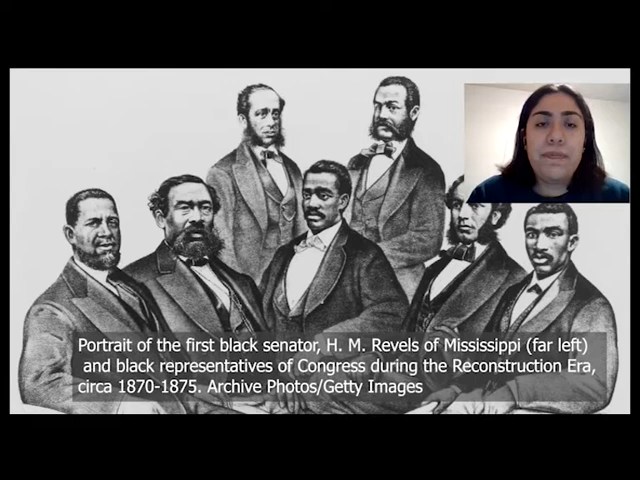 Portrait of the first black senator, H. M. Revels of Mississippi (far left)
and black representatives of Congress during the Reconstruction Era,
circa 1870-1875. Archive Photos/Getty Images